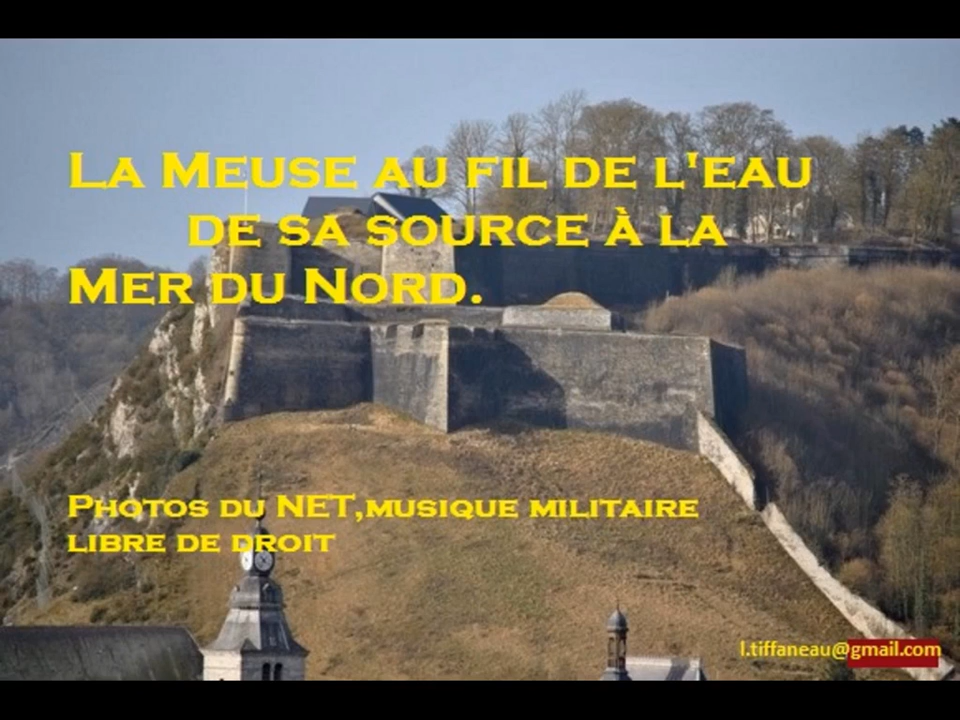 La Meuse au fil de l'eau
de sa source à la
Mer du Nord.
Photos du NET,musique militaire
libre de droit
l.tiffaneau@gmail.com